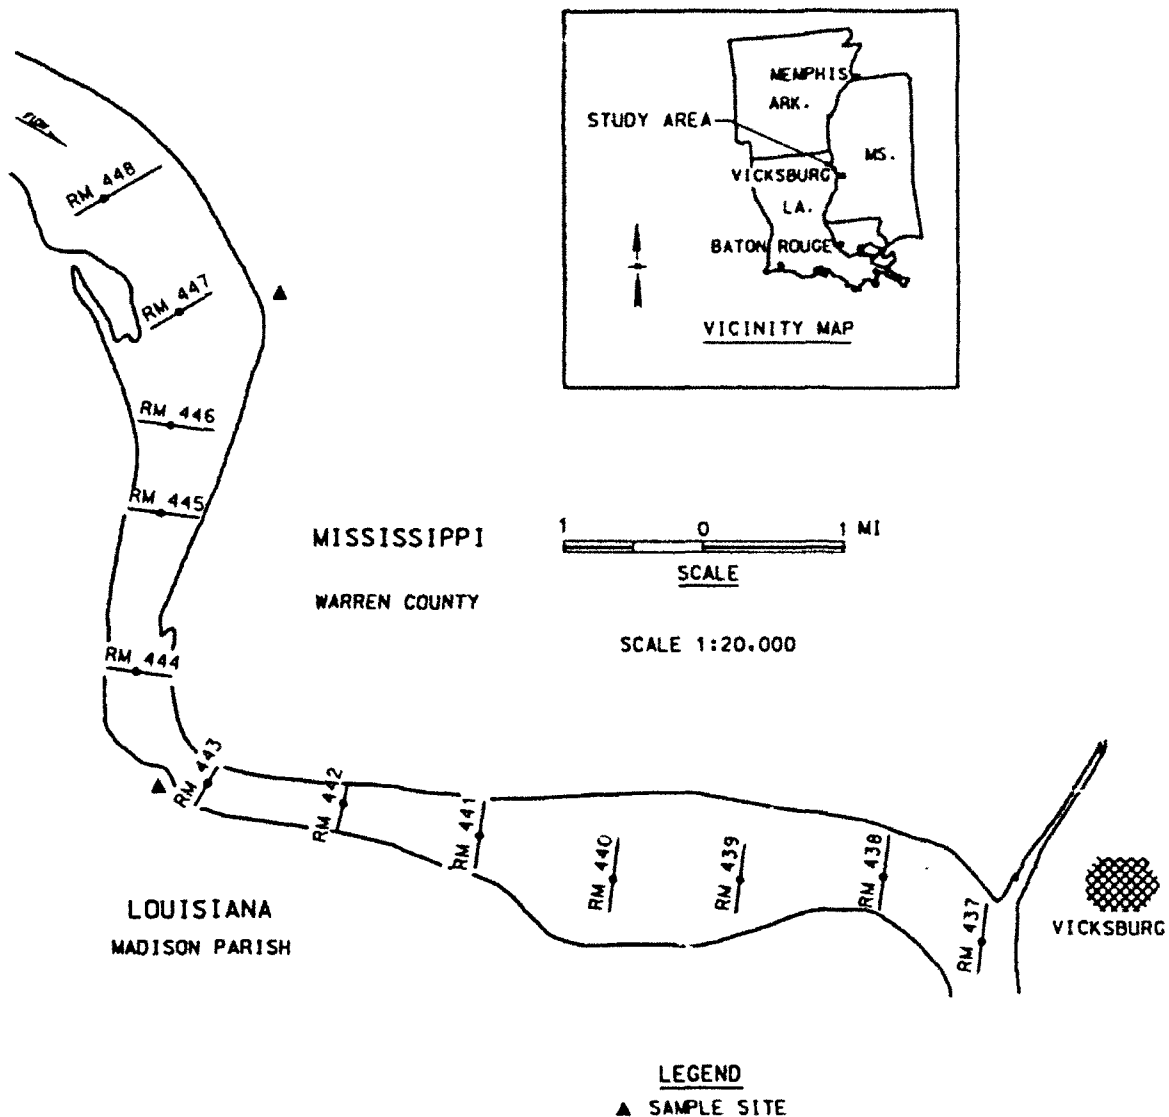 FLOW
RM 448
RM 447
RM 446
RM 445
RM 444
RM 443
RM 442
RM 441
RM 440
RM 439
RM 438
RM 437
MEMPHIS
ARK.
STUDY AREA
MS.
VICKSBURG
LA.
BATON ROUGE
VICINITY MAP
MISSISSIPPI
WARREN COUNTY
1 0 1 MI
SCALE
SCALE 1:20.000
LOUISIANA
MADISON PARISH
VICKSBURG
LEGEND
▲ SAMPLE SITE